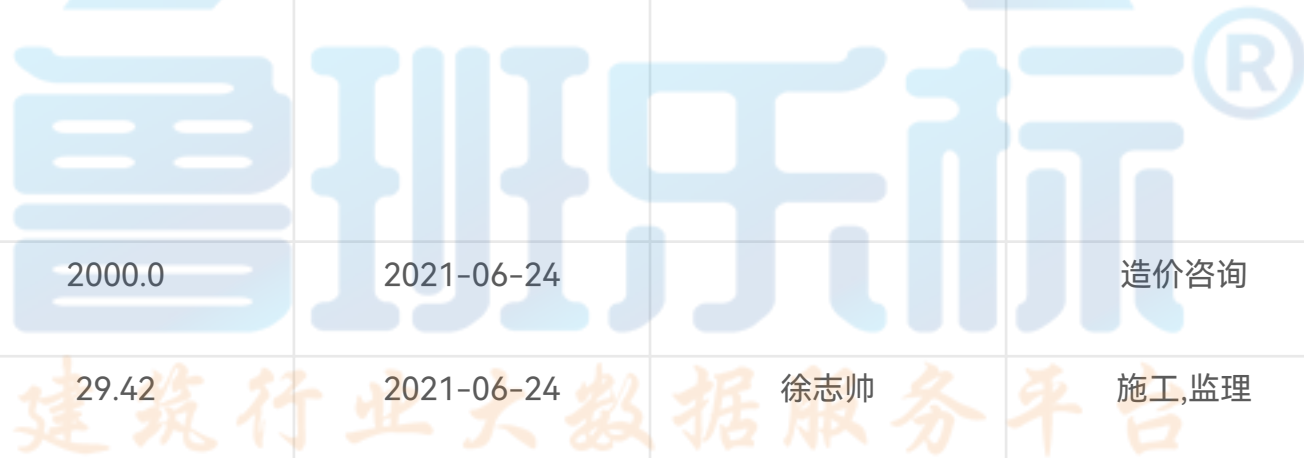 鲁班乐标®
2000.0 2021-06-24 造价咨询
29.42 2021-06-24 徐志帅 施工,监理
建筑行业大数据服务平台